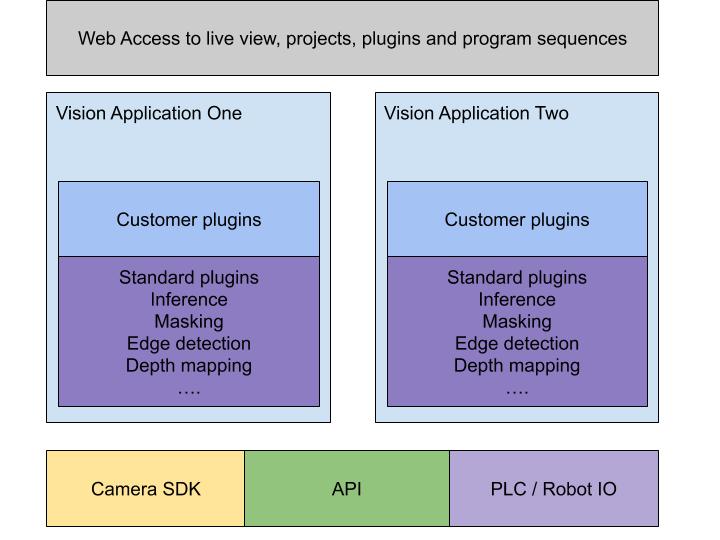 Web Access to live view, projects, plugins and program sequences
Vision Application One
Customer plugins
Standard plugins
Inference
Masking
Edge detection
Depth mapping
....
Vision Application Two
Customer plugins
Standard plugins
Inference
Masking
Edge detection
Depth mapping
....
Camera SDK
API
PLC / Robot IO